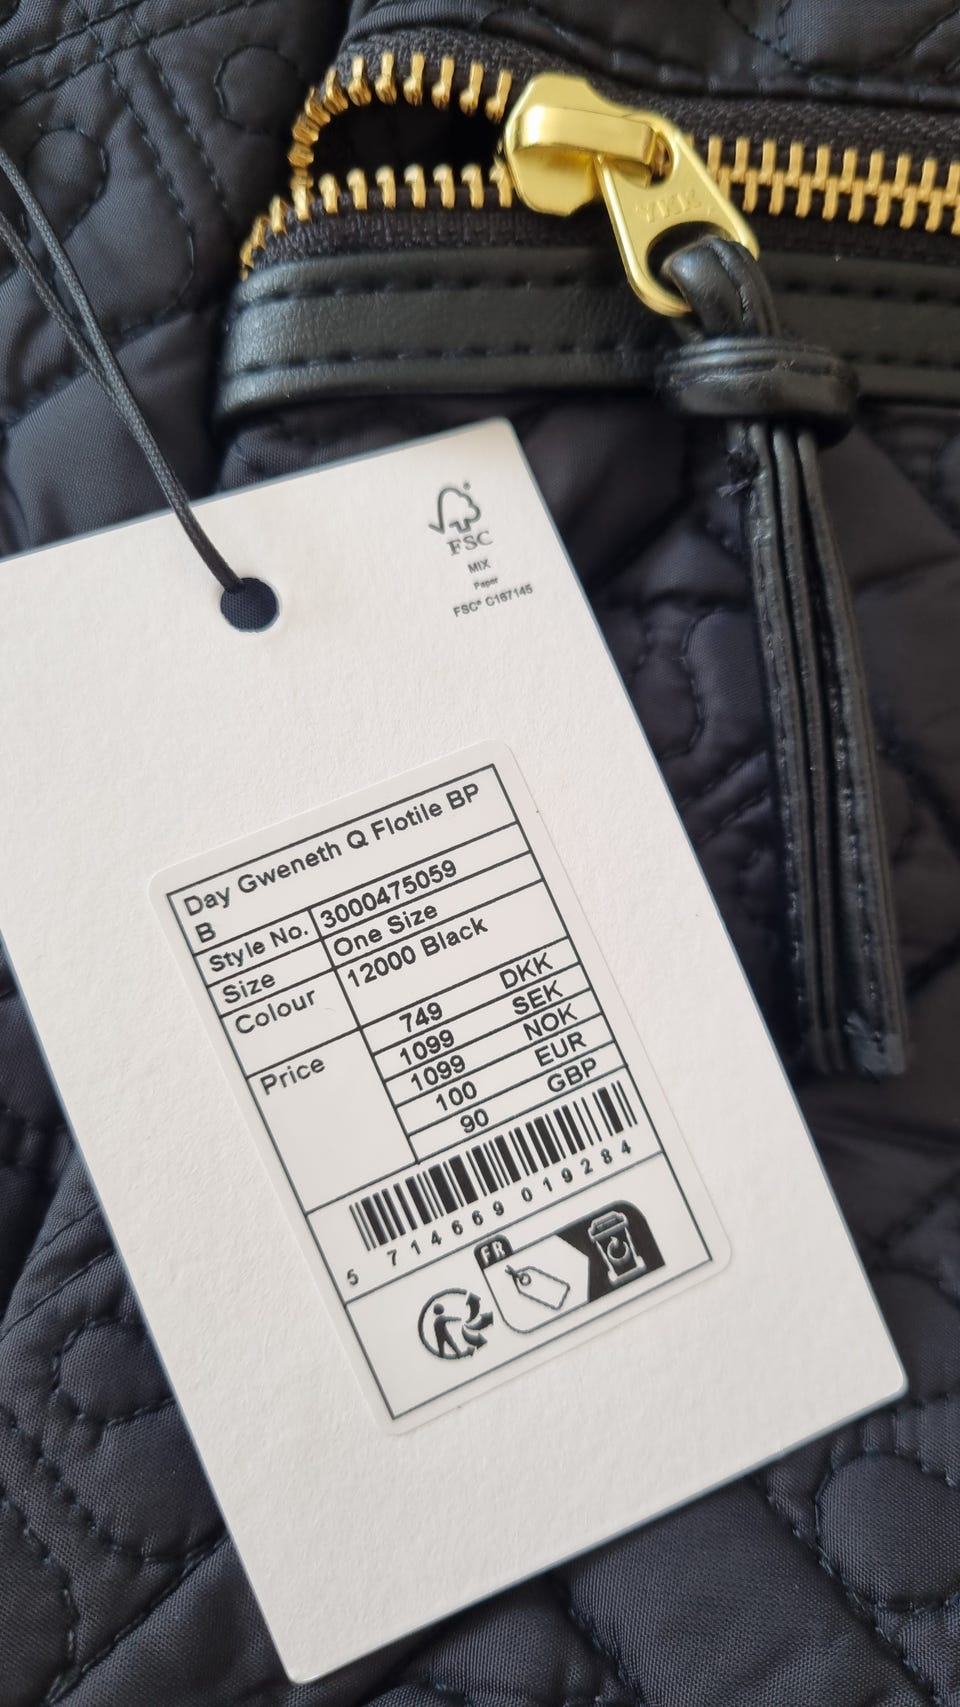 YKK
FSC
MIX
Paper
FSC® C167145
Day Gweneth Q Flotile BP
B
Style No. 3000475059
Size One Size
Colour 12000 Black
Price 749 DKK
1099 SEK
1099 NOK
100 EUR
90 GBP
5 714669 019284
FR